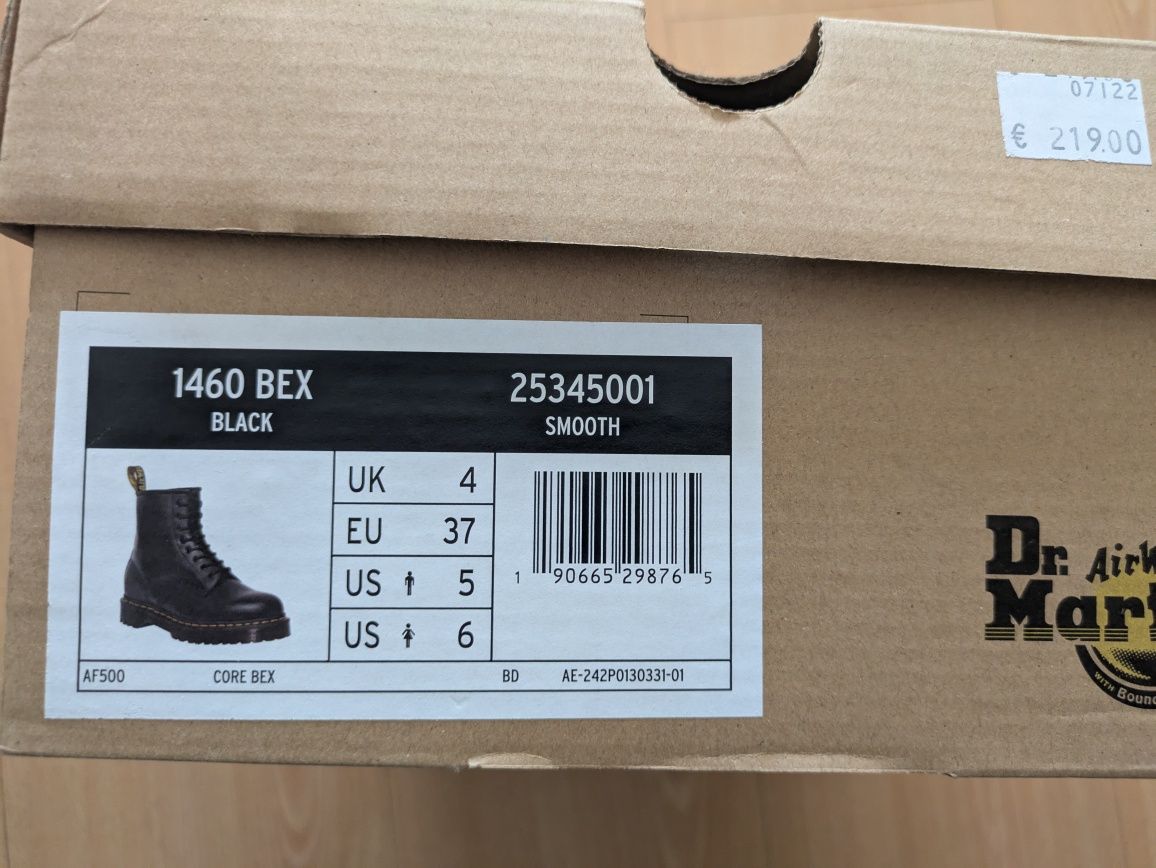 07122
€ 219.00
1460 BEX
BLACK
25345001
SMOOTH
UK 4
EU 37
US 5
US 6
1 90665 29876 5
AF500 CORE BEX BD AE-242P0130331-01
Dr.
WITH